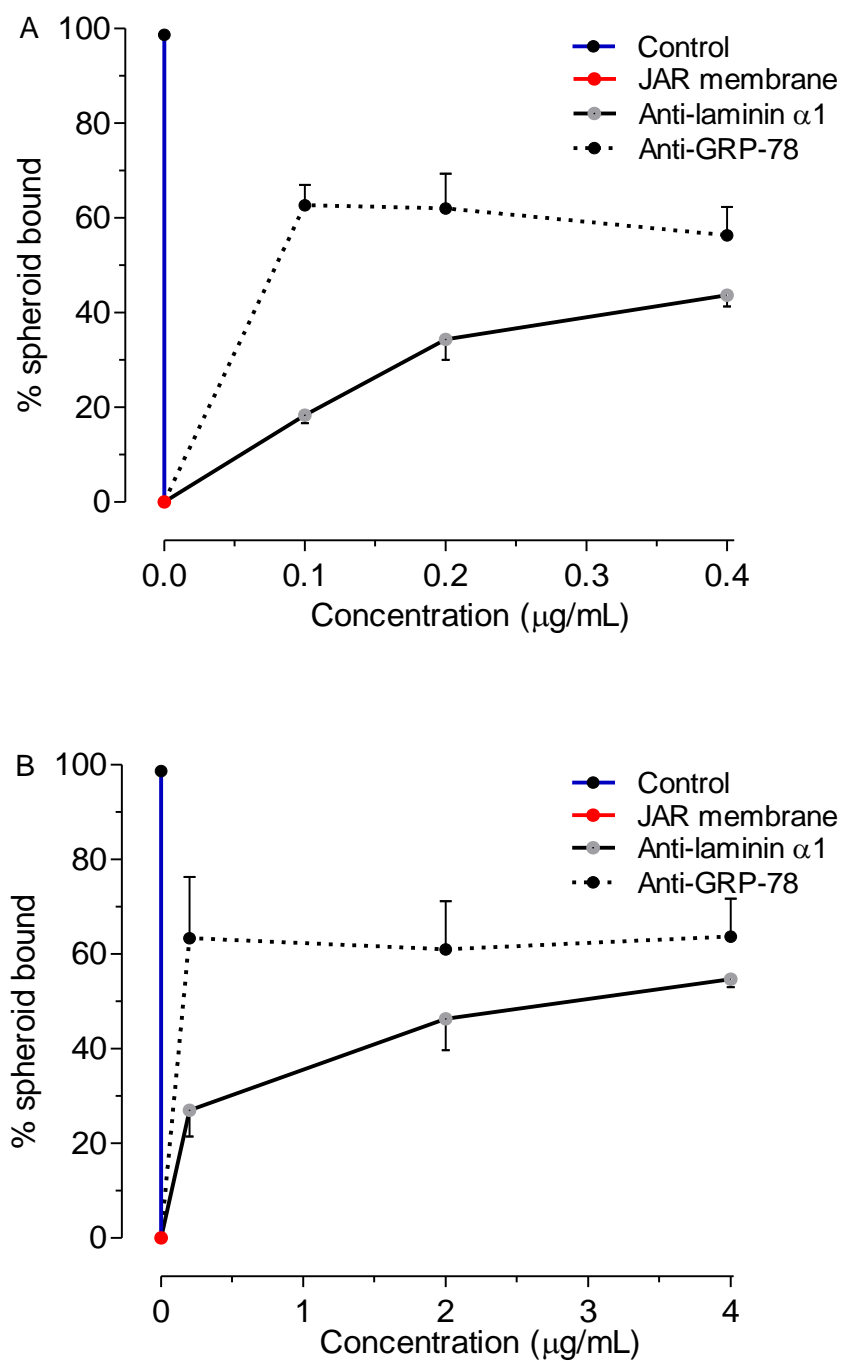 A
100
80
60
40
20
0
% spheroid bound
Control
JAR membrane
Anti-laminin α1
Anti-GRP-78
0.0 0.1 0.2 0.3 0.4
Concentration (μg/mL)
B
100
80
60
40
20
0
% spheroid bound
Control
JAR membrane
Anti-laminin α1
Anti-GRP-78
0 1 2 3 4
Concentration (μg/mL)